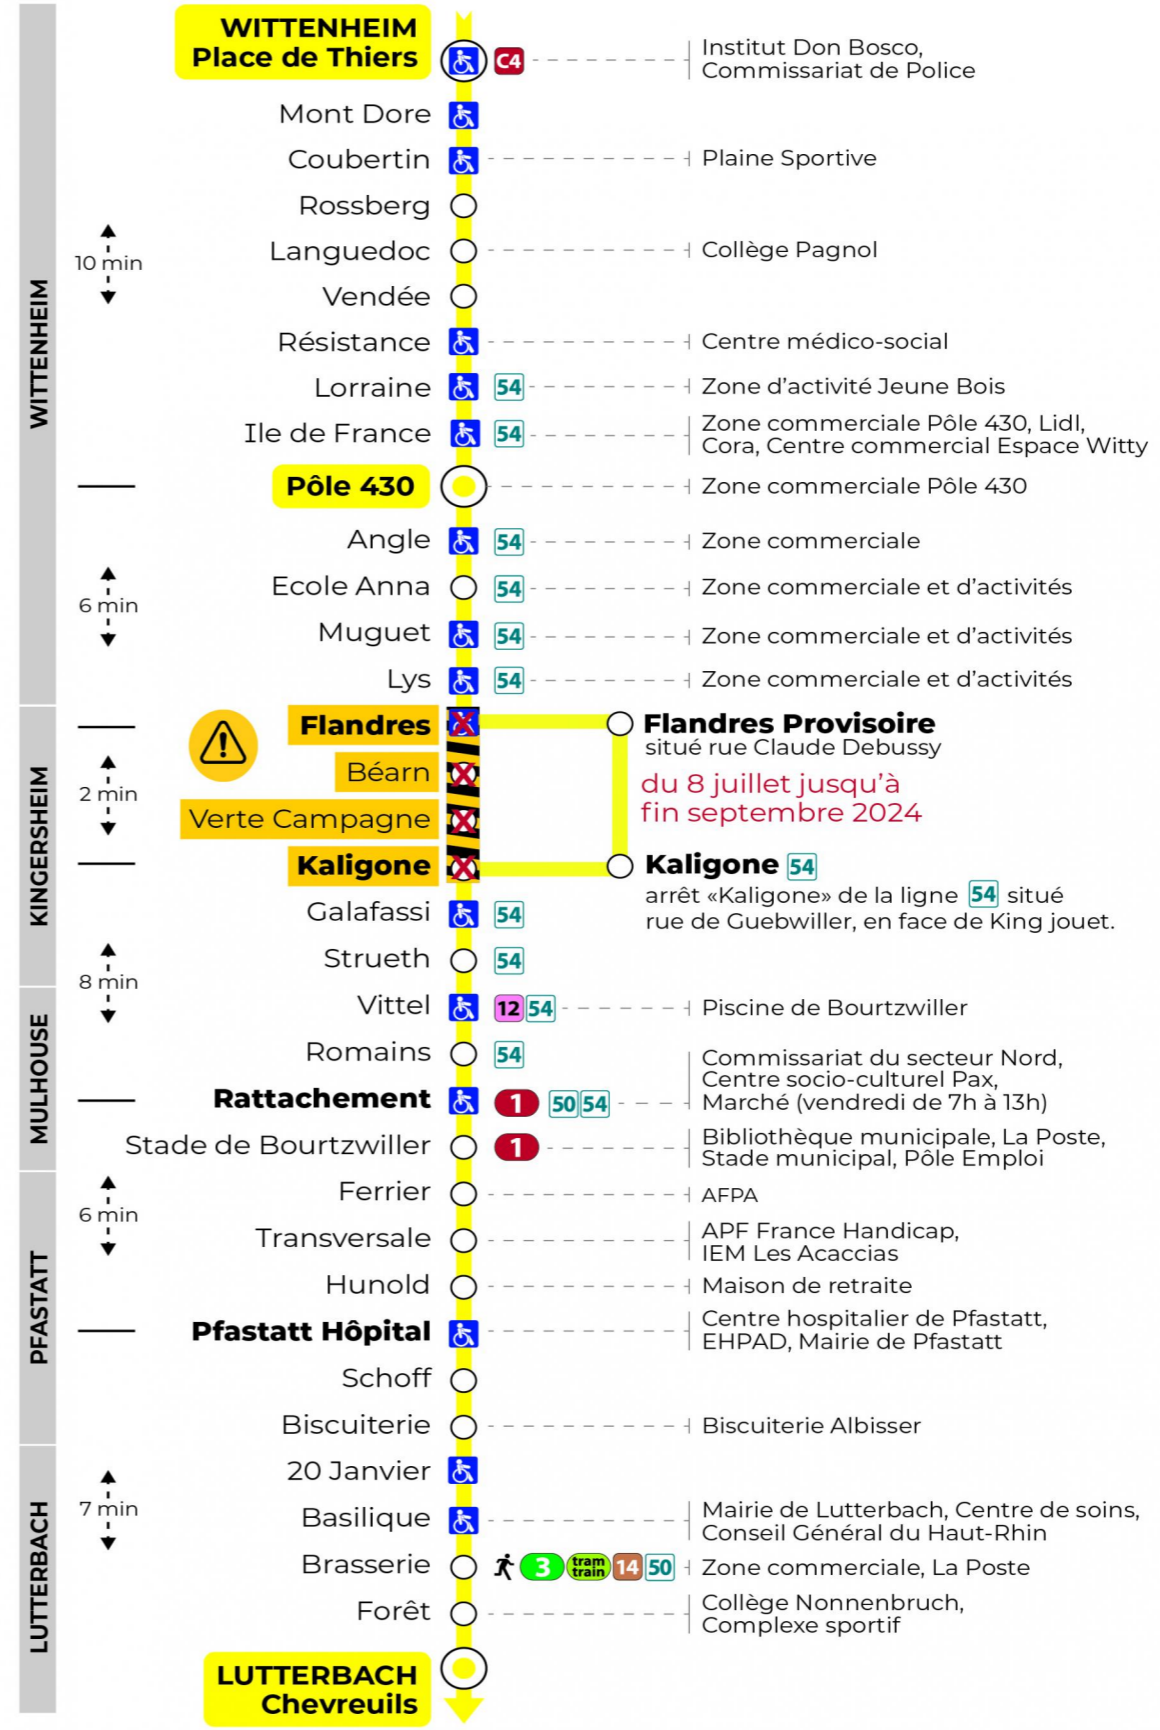 WITTENHEIM
Place de Thiers
C4
Institut Don Bosco,
Commissariat de Police
Mont Dore
Coubertin
Plaine Sportive
Rossberg
10 min
Languedoc
Collège Pagnol
Vendée
WITTENHEIM
Résistance
Centre médico-social
Lorraine
54
Zone d’activité Jeune Bois
Ile de France
54
Zone commerciale Pôle 430, Lidl,
Cora, Centre commercial Espace Witty
Pôle 430
Zone commerciale Pôle 430
Angle
54
Zone commerciale
Ecole Anna
54
Zone commerciale et d’activités
6 min
Muguet
54
Zone commerciale et d’activités
Lys
54
Zone commerciale et d’activités
Flandres
Flandres Provisoire
situé rue Claude Debussy
Béarn
du 8 juillet jusqu’à
fin septembre 2024
2 min
Verte Campagne
KINGERSHEIM
Kaligone
Kaligone 54
arrêt «Kaligone» de la ligne 54 situé
rue de Guebwiller, en face de King jouet.
Galafassi
54
Strueth
54
8 min
Vittel
12 54
Piscine de Bourtzwiller
MULHOUSE
Romains
54
Rattachement
1 50 54
Commissariat du secteur Nord,
Centre socio-culturel Pax,
Marché (vendredi de 7h à 13h)
Stade de Bourtzwiller
1
Bibliothèque municipale, La Poste,
Stade municipal, Pôle Emploi
Ferrier
AFPA
6 min
Transversale
APF France Handicap,
IEM Les Acaccias
PFASTATT
Hunold
Maison de retraite
Pfastatt Hôpital
Centre hospitalier de Pfastatt,
EHPAD, Mairie de Pfastatt
Schoff
Biscuiterie
Biscuiterie Albisser
20 Janvier
7 min
Basilique
Mairie de Lutterbach, Centre de soins,
Conseil Général du Haut-Rhin
LUTTERBACH
Brasserie
3 tram train 14 50
Zone commerciale, La Poste
Forêt
Collège Nonnenbruch,
Complexe sportif
LUTTERBACH
Chevreuils